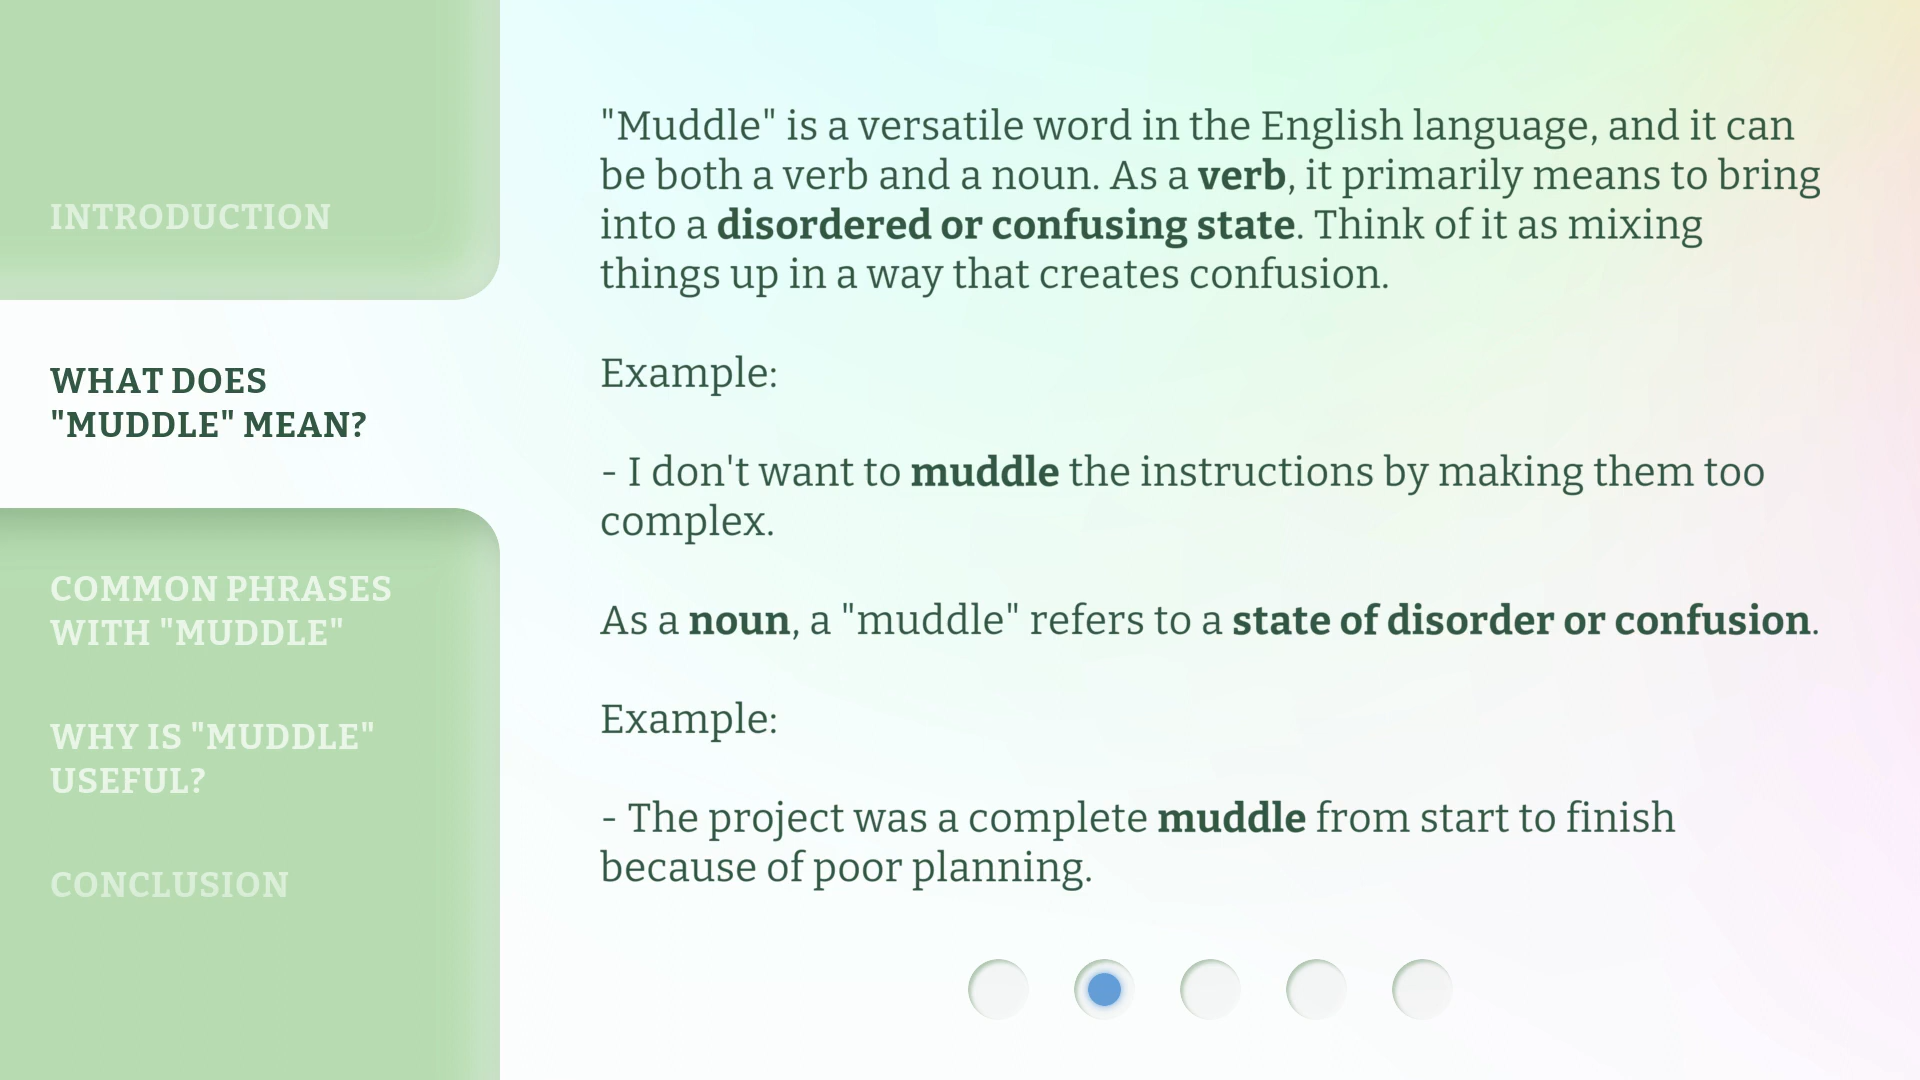 INTRODUCTION
WHAT DOES
"MUDDLE" MEAN?
COMMON PHRASES
WITH "MUDDLE"
WHY IS "MUDDLE"
USEFUL?
CONCLUSION
"Muddle" is a versatile word in the English language, and it can
be both a verb and a noun. As a verb, it primarily means to bring
into a disordered or confusing state. Think of it as mixing
things up in a way that creates confusion.
Example:
- I don't want to muddle the instructions by making them too
complex.
As a noun, a "muddle" refers to a state of disorder or confusion.
Example:
- The project was a complete muddle from start to finish
because of poor planning.